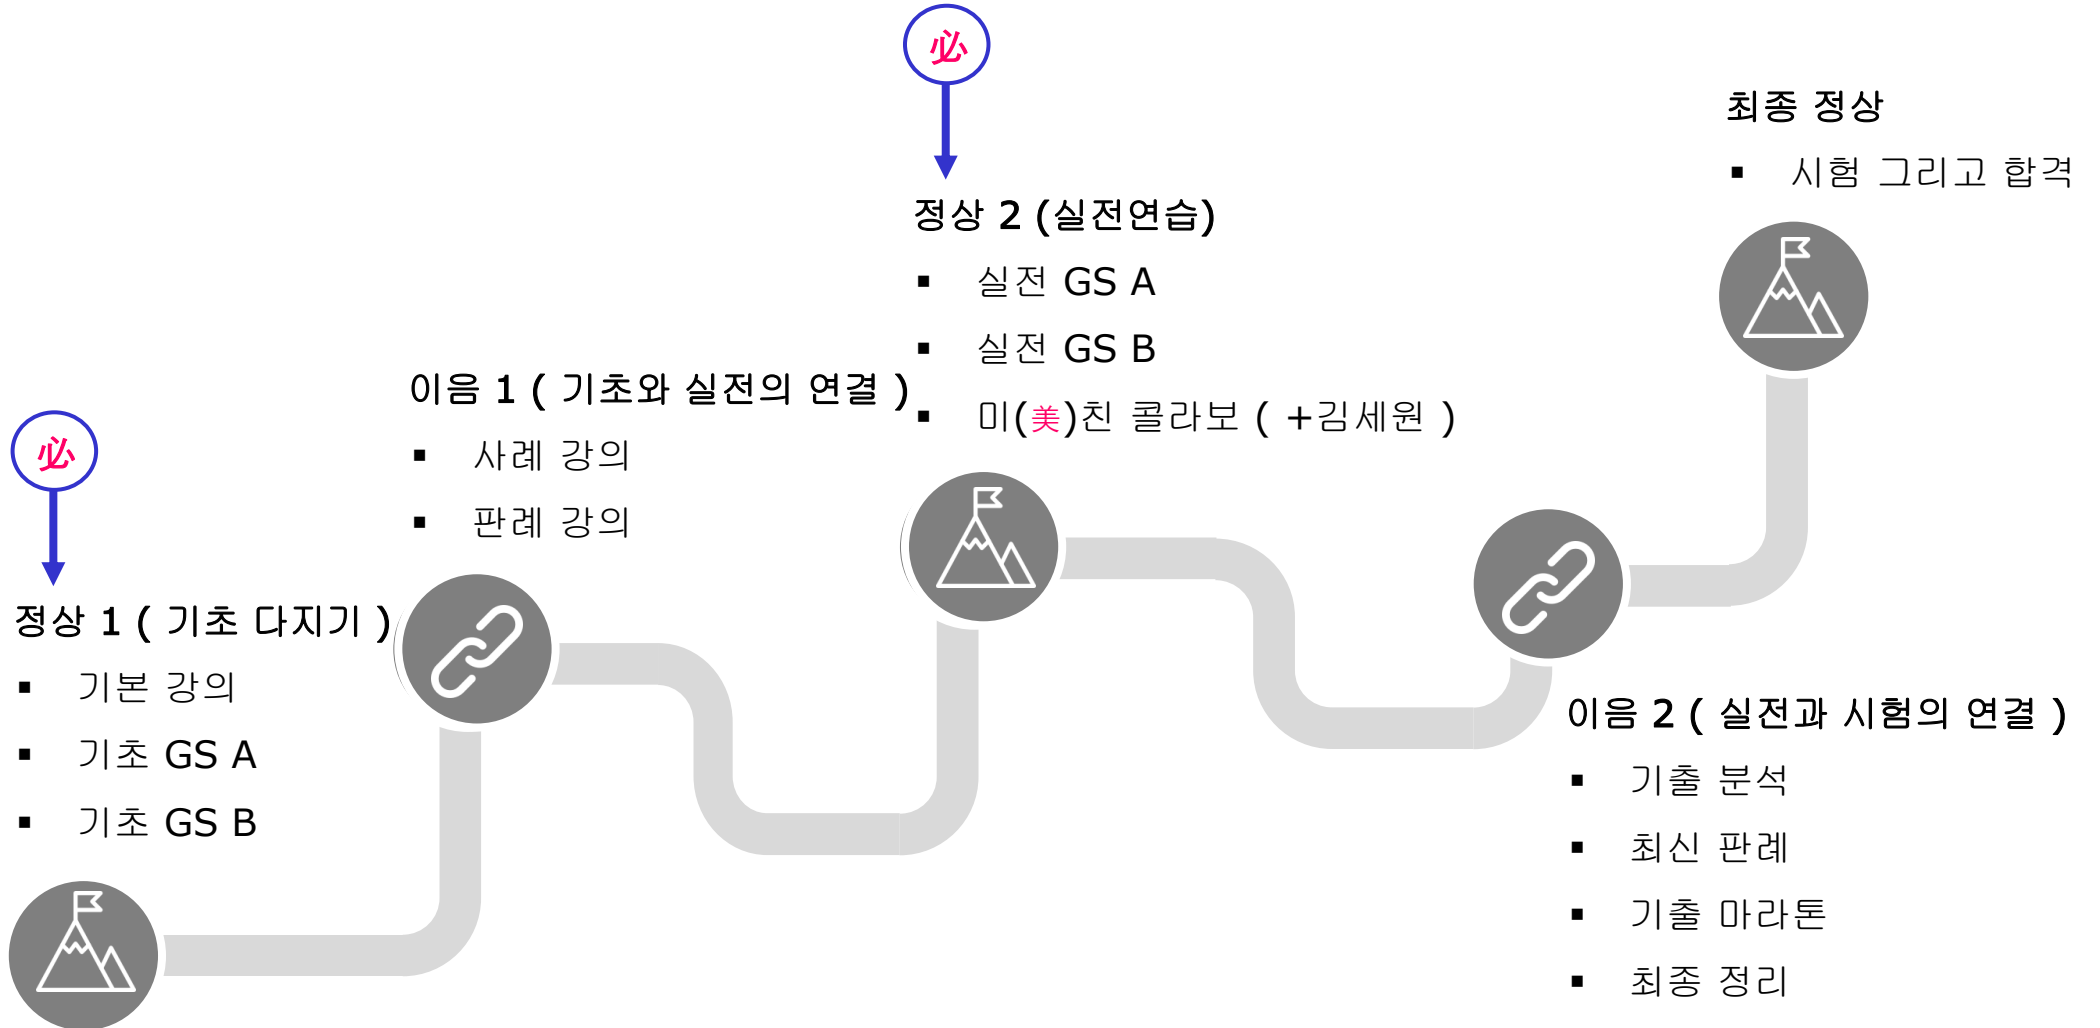 必
정상 1 ( 기초 다지기 )
▪ 기본 강의
▪ 기초 GS A
▪ 기초 GS B
이음 1 ( 기초와 실전의 연결 )
▪ 사례 강의
▪ 판례 강의
必
정상 2 (실전연습)
▪ 실전 GS A
▪ 실전 GS B
▪ 미(美)친 콜라보 ( +김세원 )
이음 2 ( 실전과 시험의 연결 )
▪ 기출 분석
▪ 최신 판례
▪ 기출 마라톤
▪ 최종 정리
최종 정상
▪ 시험 그리고 합격